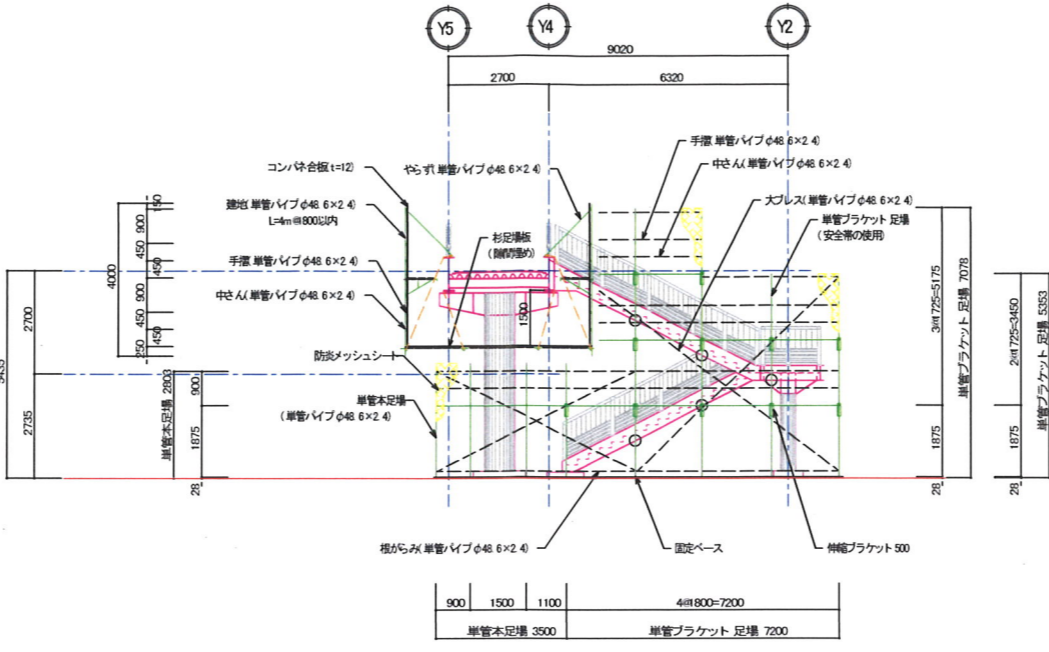 Y5
Y4
Y2
9020
2700
6320
手摺 単管パイプφ48.6×2.4)
中さん(単管パイプφ48.6×2.4)
コンパネ合板(t=12)
やらず(単管パイプφ48.6×2.4)
大ブレス(単管パイプφ48.6×2.4)
建地(単管パイプφ48.6×2.4)
L=4m@1800以内
単管ブラケット足場
(安全帯の使用)
杉足場板
(隙間埋め)
手摺 単管パイプφ48.6×2.4)
中さん(単管パイプφ48.6×2.4)
防炎メッシュシート
単管本足場
(単管パイプφ48.6×2.4)
150
900
450
450
900
450
450
250
4000
2700
2735
5435
単管本足場 2803
900
1875
28
1500
3@1725=5175
1875
28
単管ブラケット足場 7078
2@1725=3450
1875
28
単管ブラケット足場 5353
根がらみ(単管パイプφ48.6×2.4)
固定ベース
伸縮ブラケット500
900
1500
1100
4@1800=7200
単管本足場 3500
単管ブラケット足場 7200